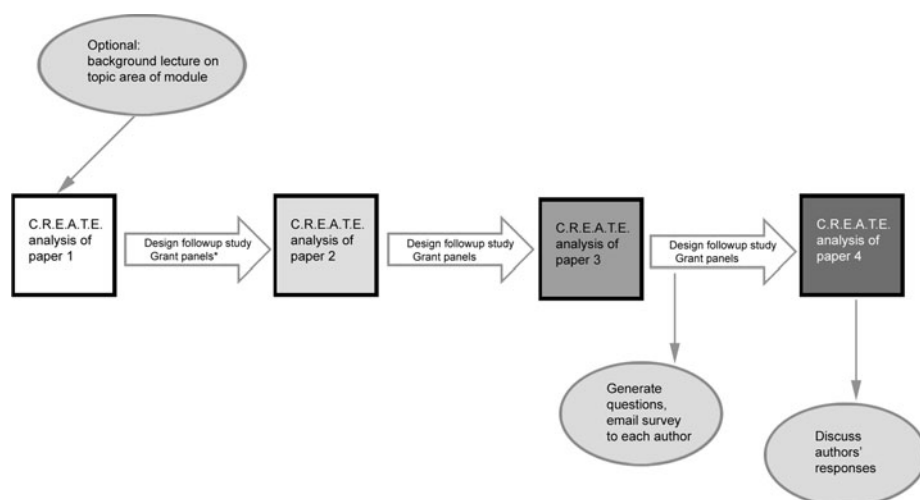 Optional:
background lecture on
topic area of module
C.R.E.A.T.E.
analysis of
paper 1
Design followup study
Grant panels*
C.R.E.A.T.E.
analysis of
paper 2
Design followup study
Grant panels
C.R.E.A.T.E.
analysis of
paper 3
Design followup study
Grant panels
C.R.E.A.T.E.
analysis of
paper 4
Generate
questions,
email survey
to each author
Discuss
authors'
responses